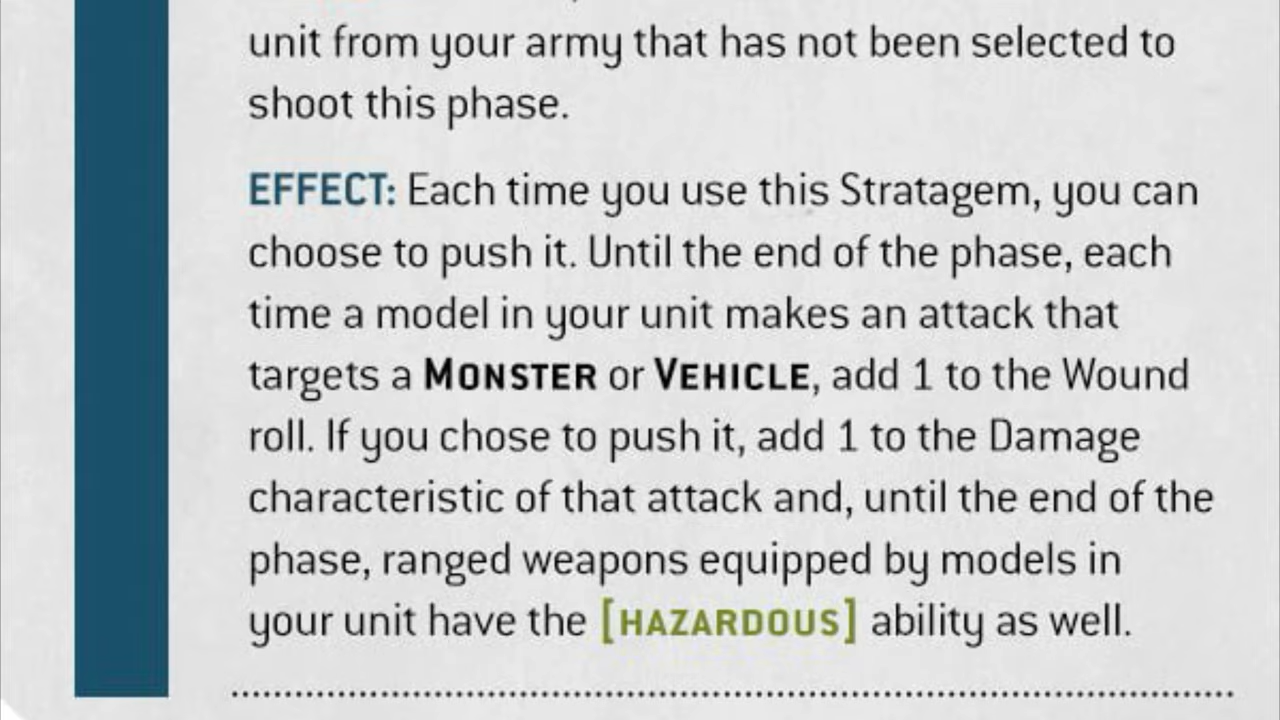 unit from your army that has not been selected to
shoot this phase.
EFFECT: Each time you use this Stratagem, you can
choose to push it. Until the end of the phase, each
time a model in your unit makes an attack that
targets a MONSTER or VEHICLE, add 1 to the Wound
roll. If you chose to push it, add 1 to the Damage
characteristic of that attack and, until the end of the
phase, ranged weapons equipped by models in
your unit have the [HAZARDOUS] ability as well.